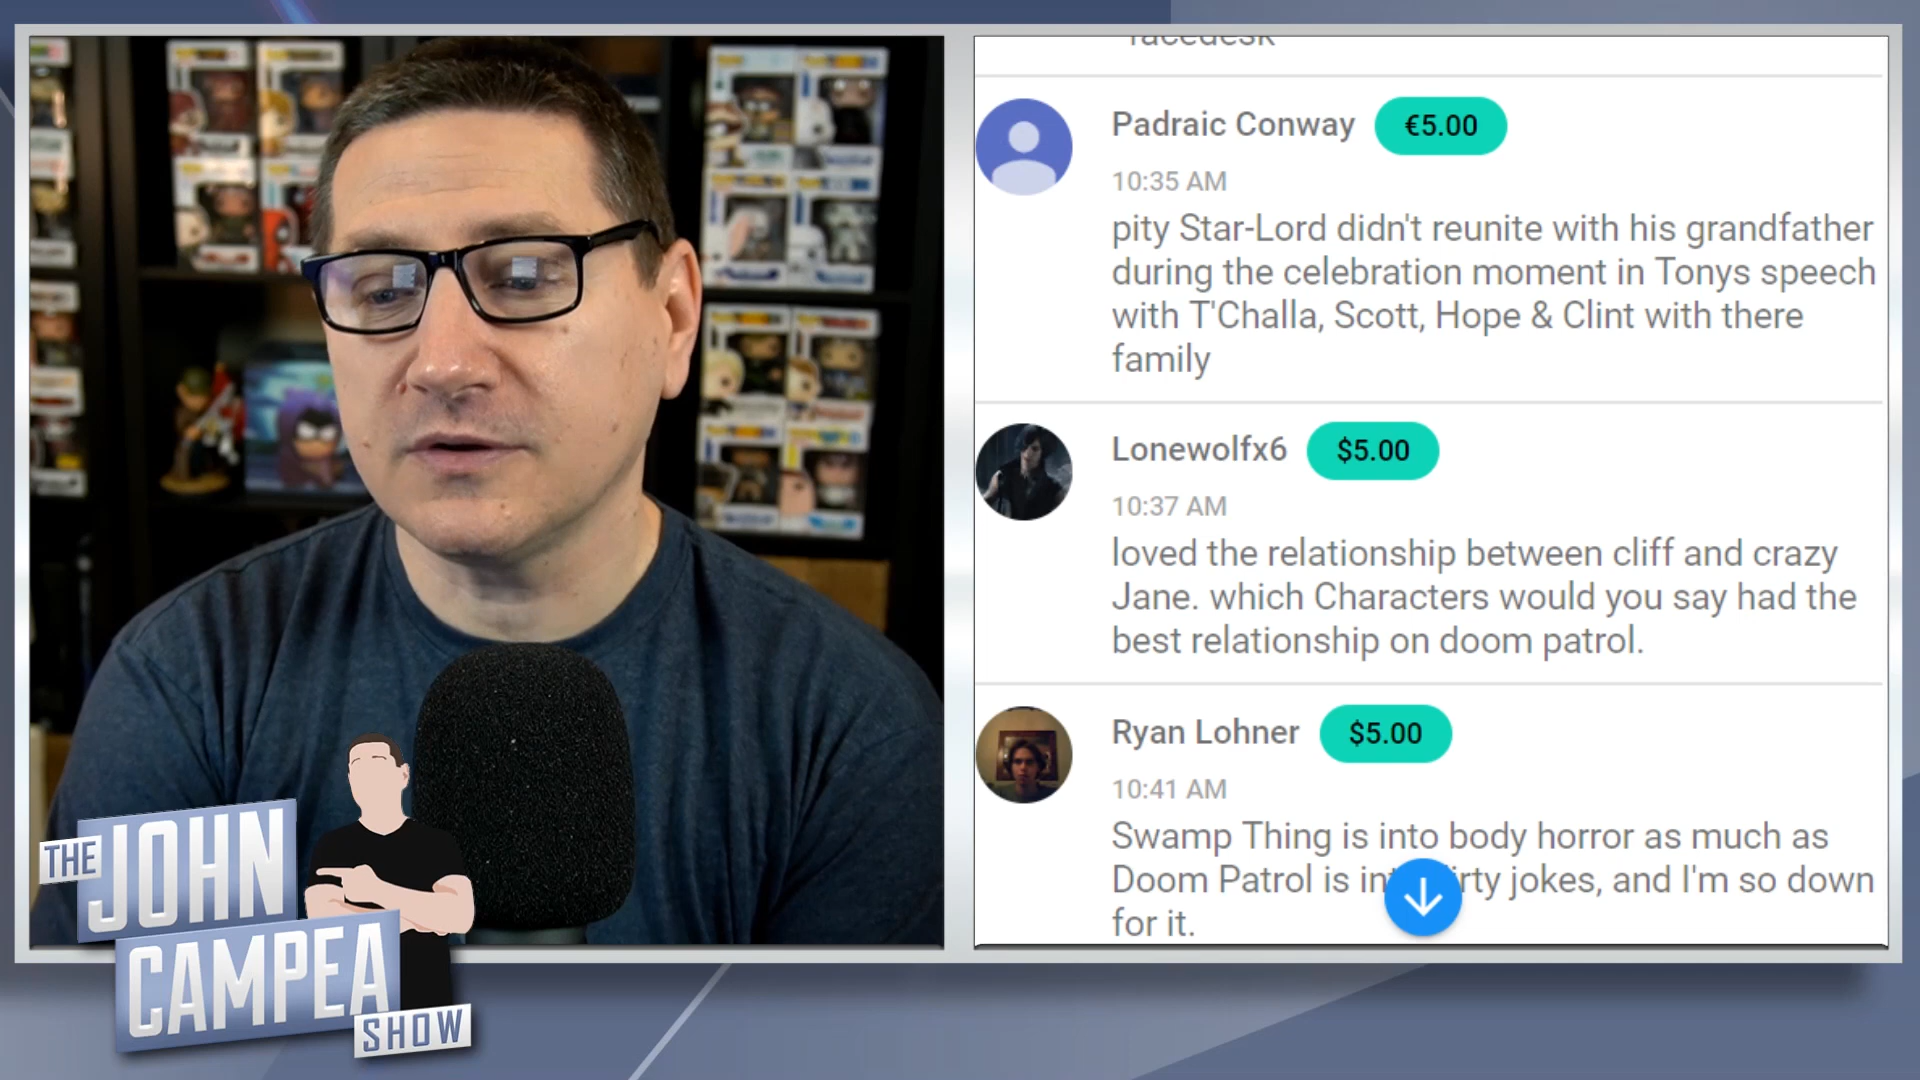 facedesk
Padraic Conway €5.00
10:35 AM
pity Star-Lord didn't reunite with his grandfather
during the celebration moment in Tonys speech
with T'Challa, Scott, Hope & Clint with there
family
Lonewolfx6 $5.00
10:37 AM
loved the relationship between cliff and crazy
Jane. which Characters would you say had the
best relationship on doom patrol.
Ryan Lohner $5.00
10:41 AM
Swamp Thing is into body horror as much as
Doom Patrol is into dirty jokes, and I'm so down
for it.
THE
JOHN
CAMPEA
SHOW